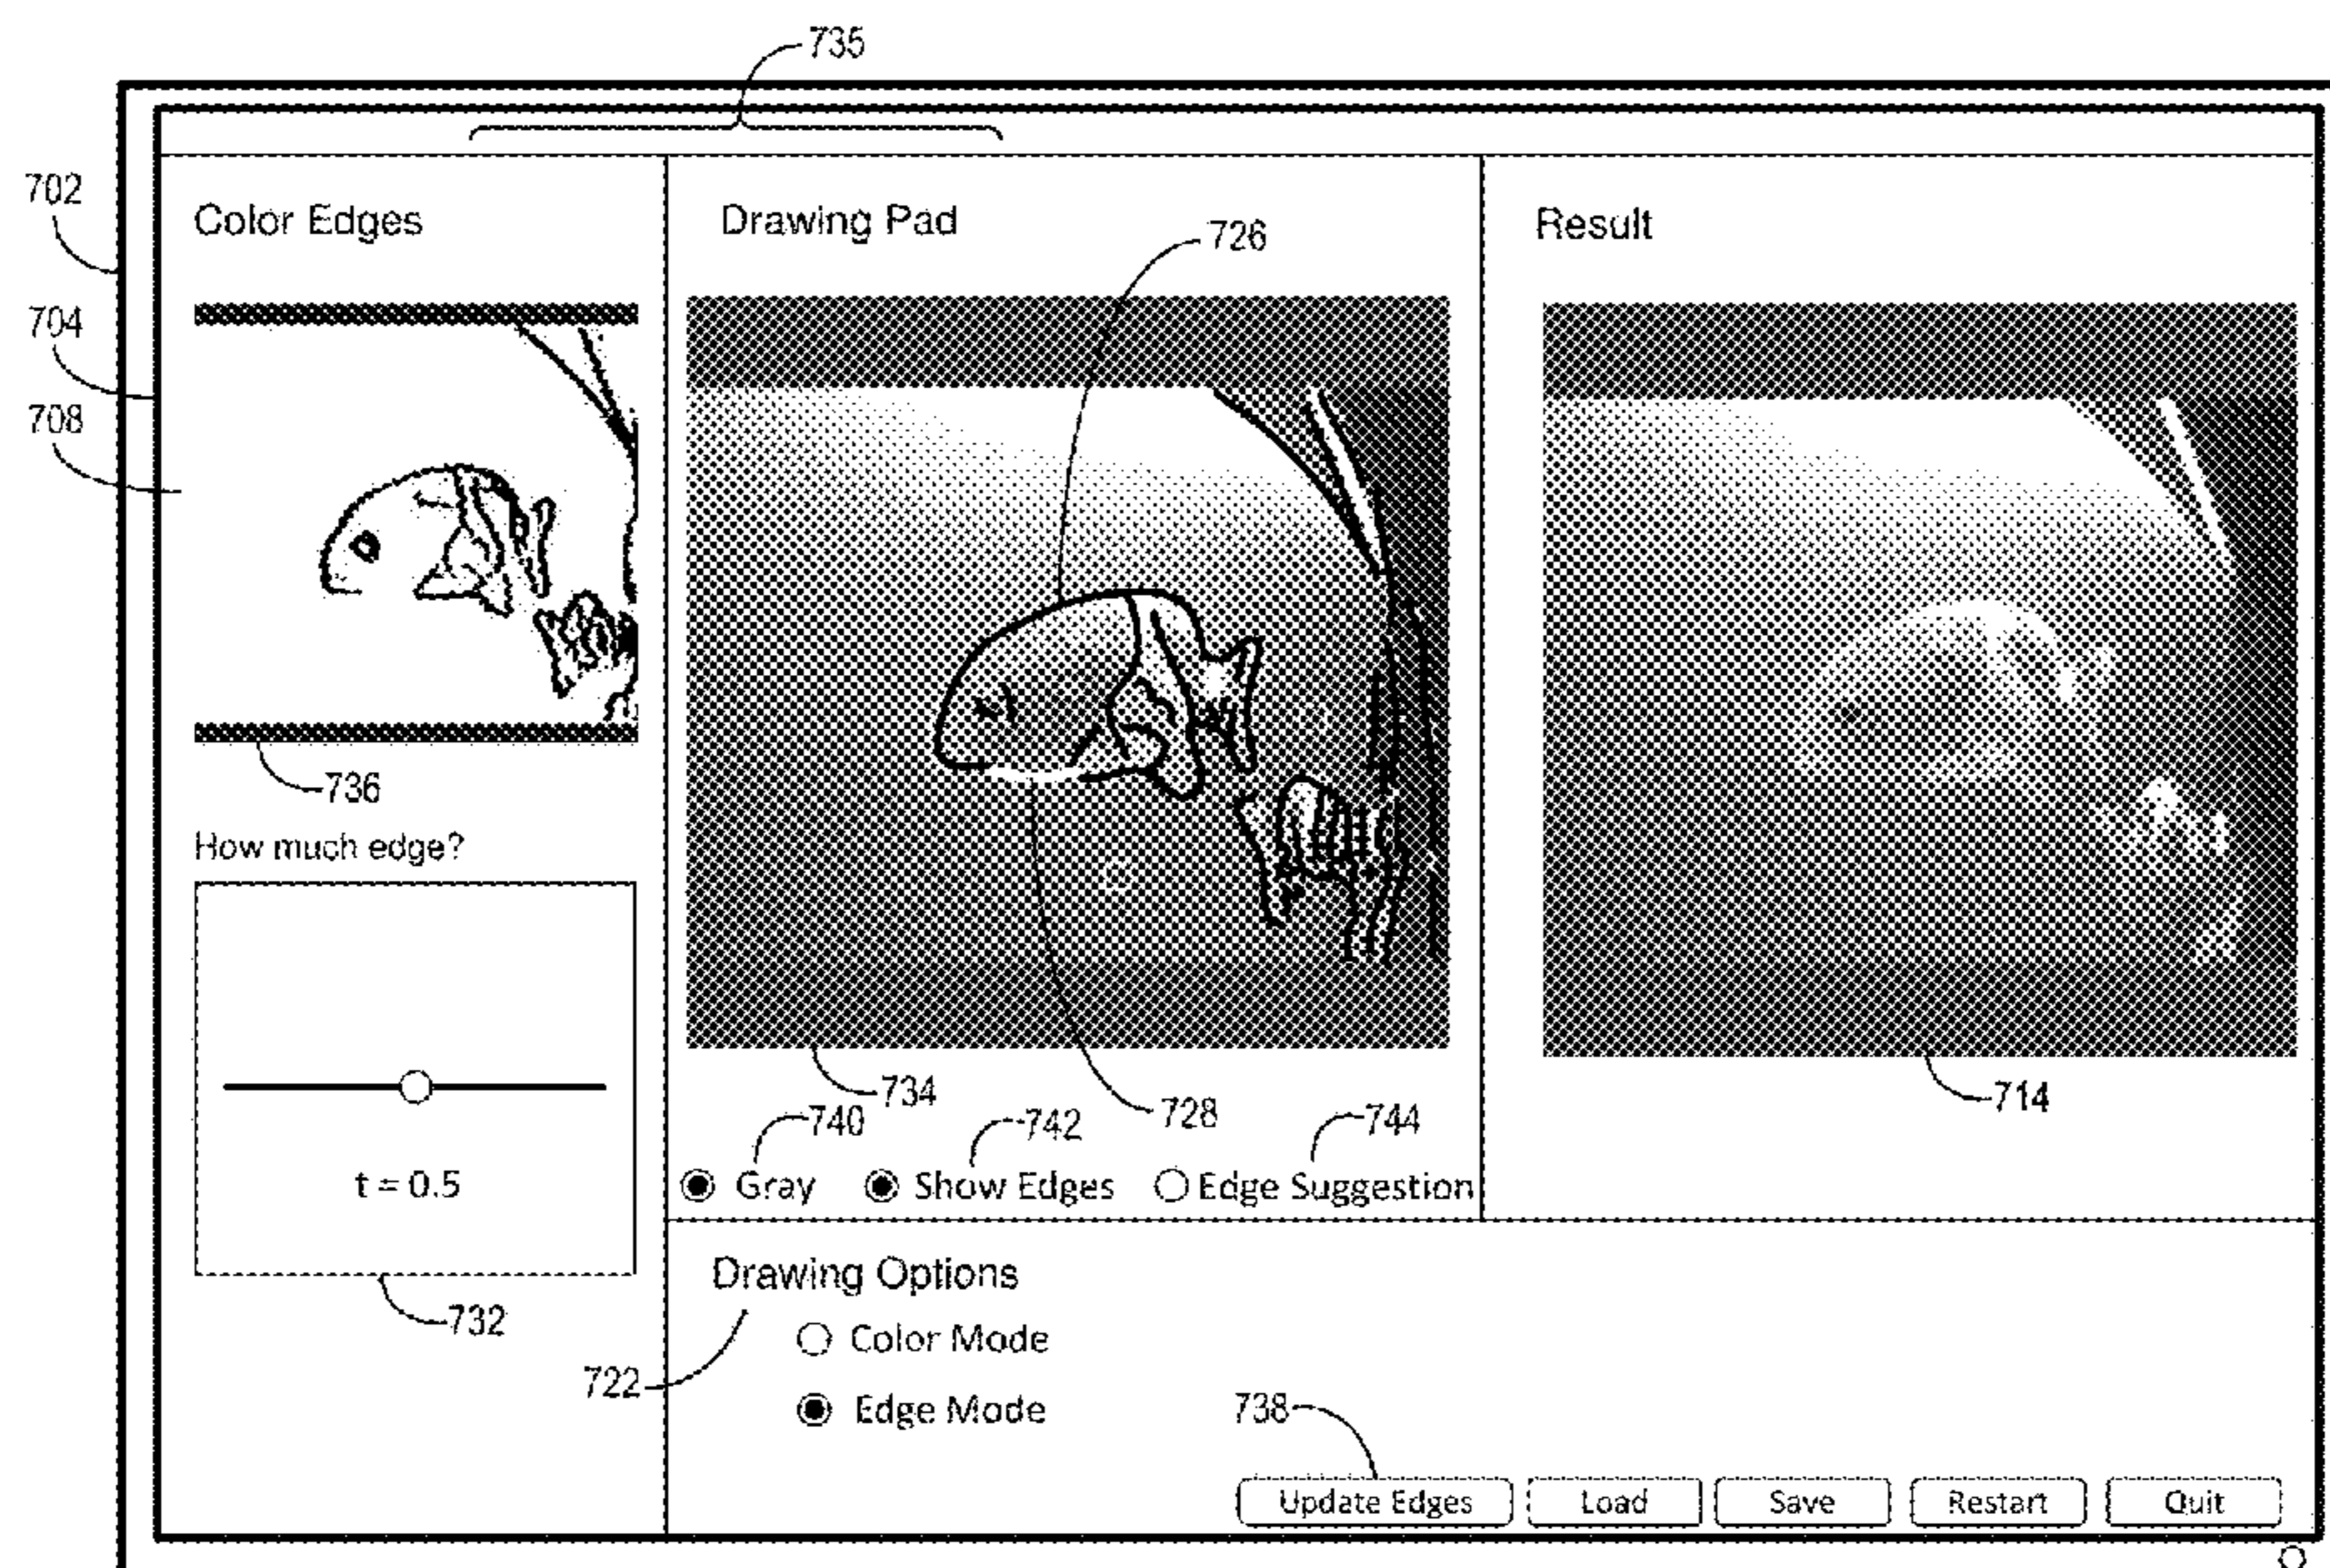 735
702
704
708
Color Edges
Drawing Pad
726
Result
736
How much edge?
t = 0.5
732
734
740
742
728
744
714
Gray
Show Edges
Edge Suggestion
Drawing Options
722
Color Mode
Edge Mode
738
Update Edges
Load
Save
Restart
Quit